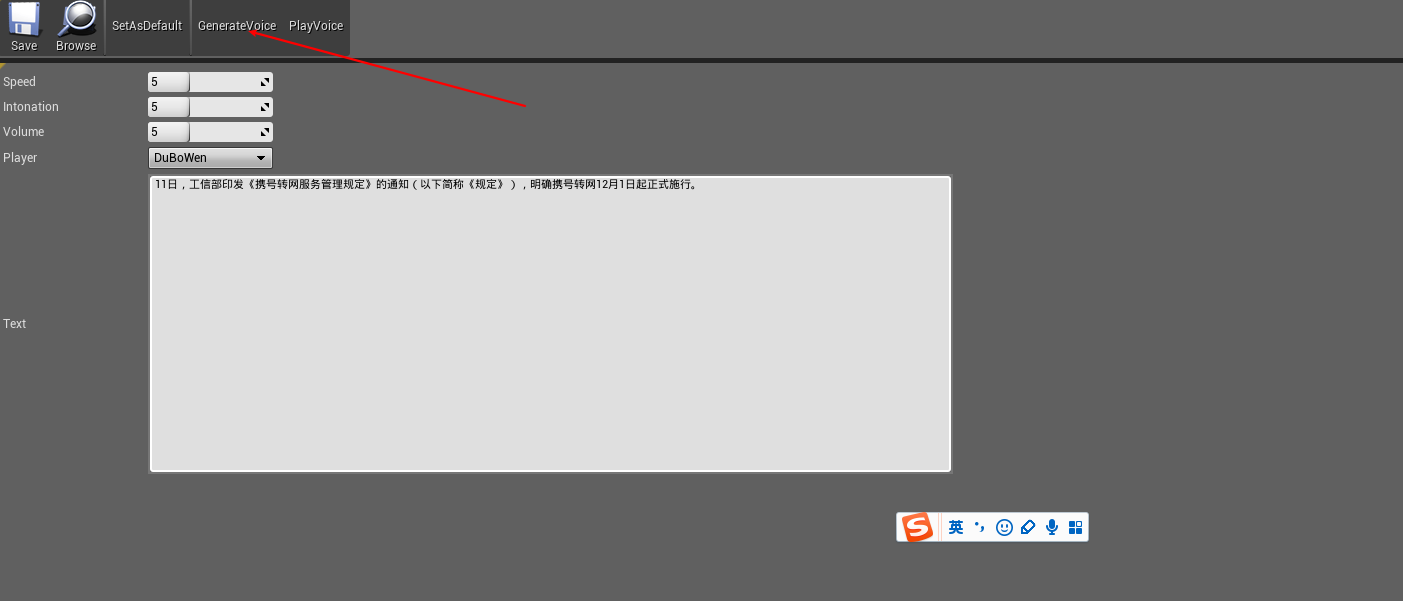 Save
Browse
SetAsDefault
GenerateVoice
PlayVoice
Speed
5
Intonation
5
Volume
5
Player
DuBoWen
11日，工信部印发《携号转网服务管理规定》的通知（以下简称《规定》），明确携号转网12月1日起正式施行。
Text
S
英